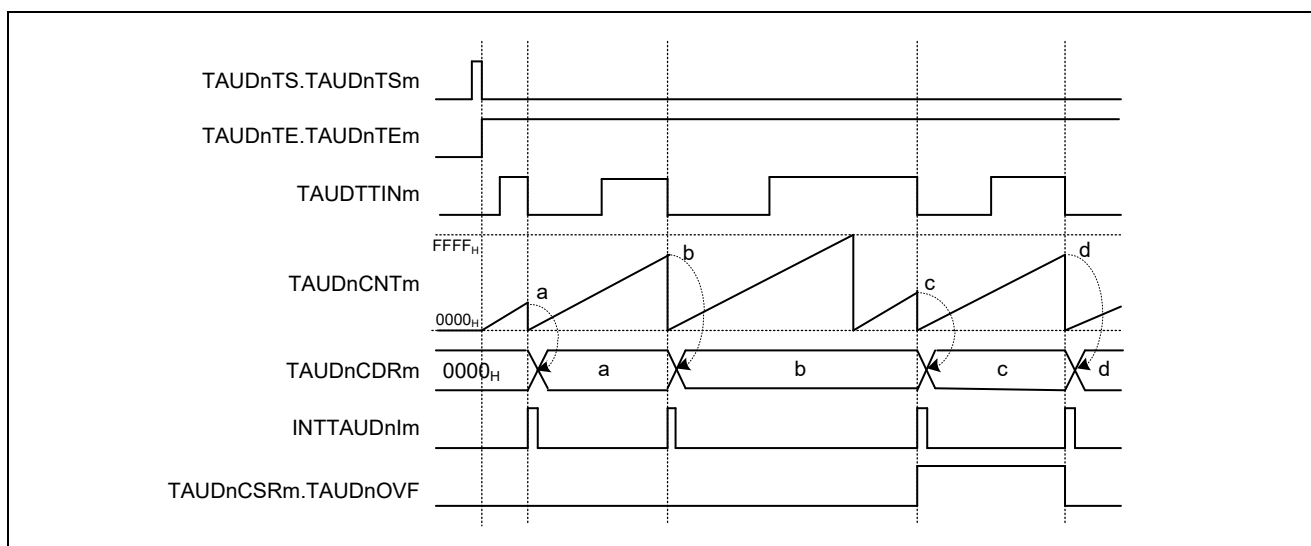 TAUDnTS.TAUDnTSm
TAUDnTE.TAUDnTEm
TAUDTTINm
FFFFH
TAUDnCNTm
a b c d
0000H
TAUDnCDRm
0000H a b c d
INTTAUDnIm
TAUDnCSRm.TAUDnOVF